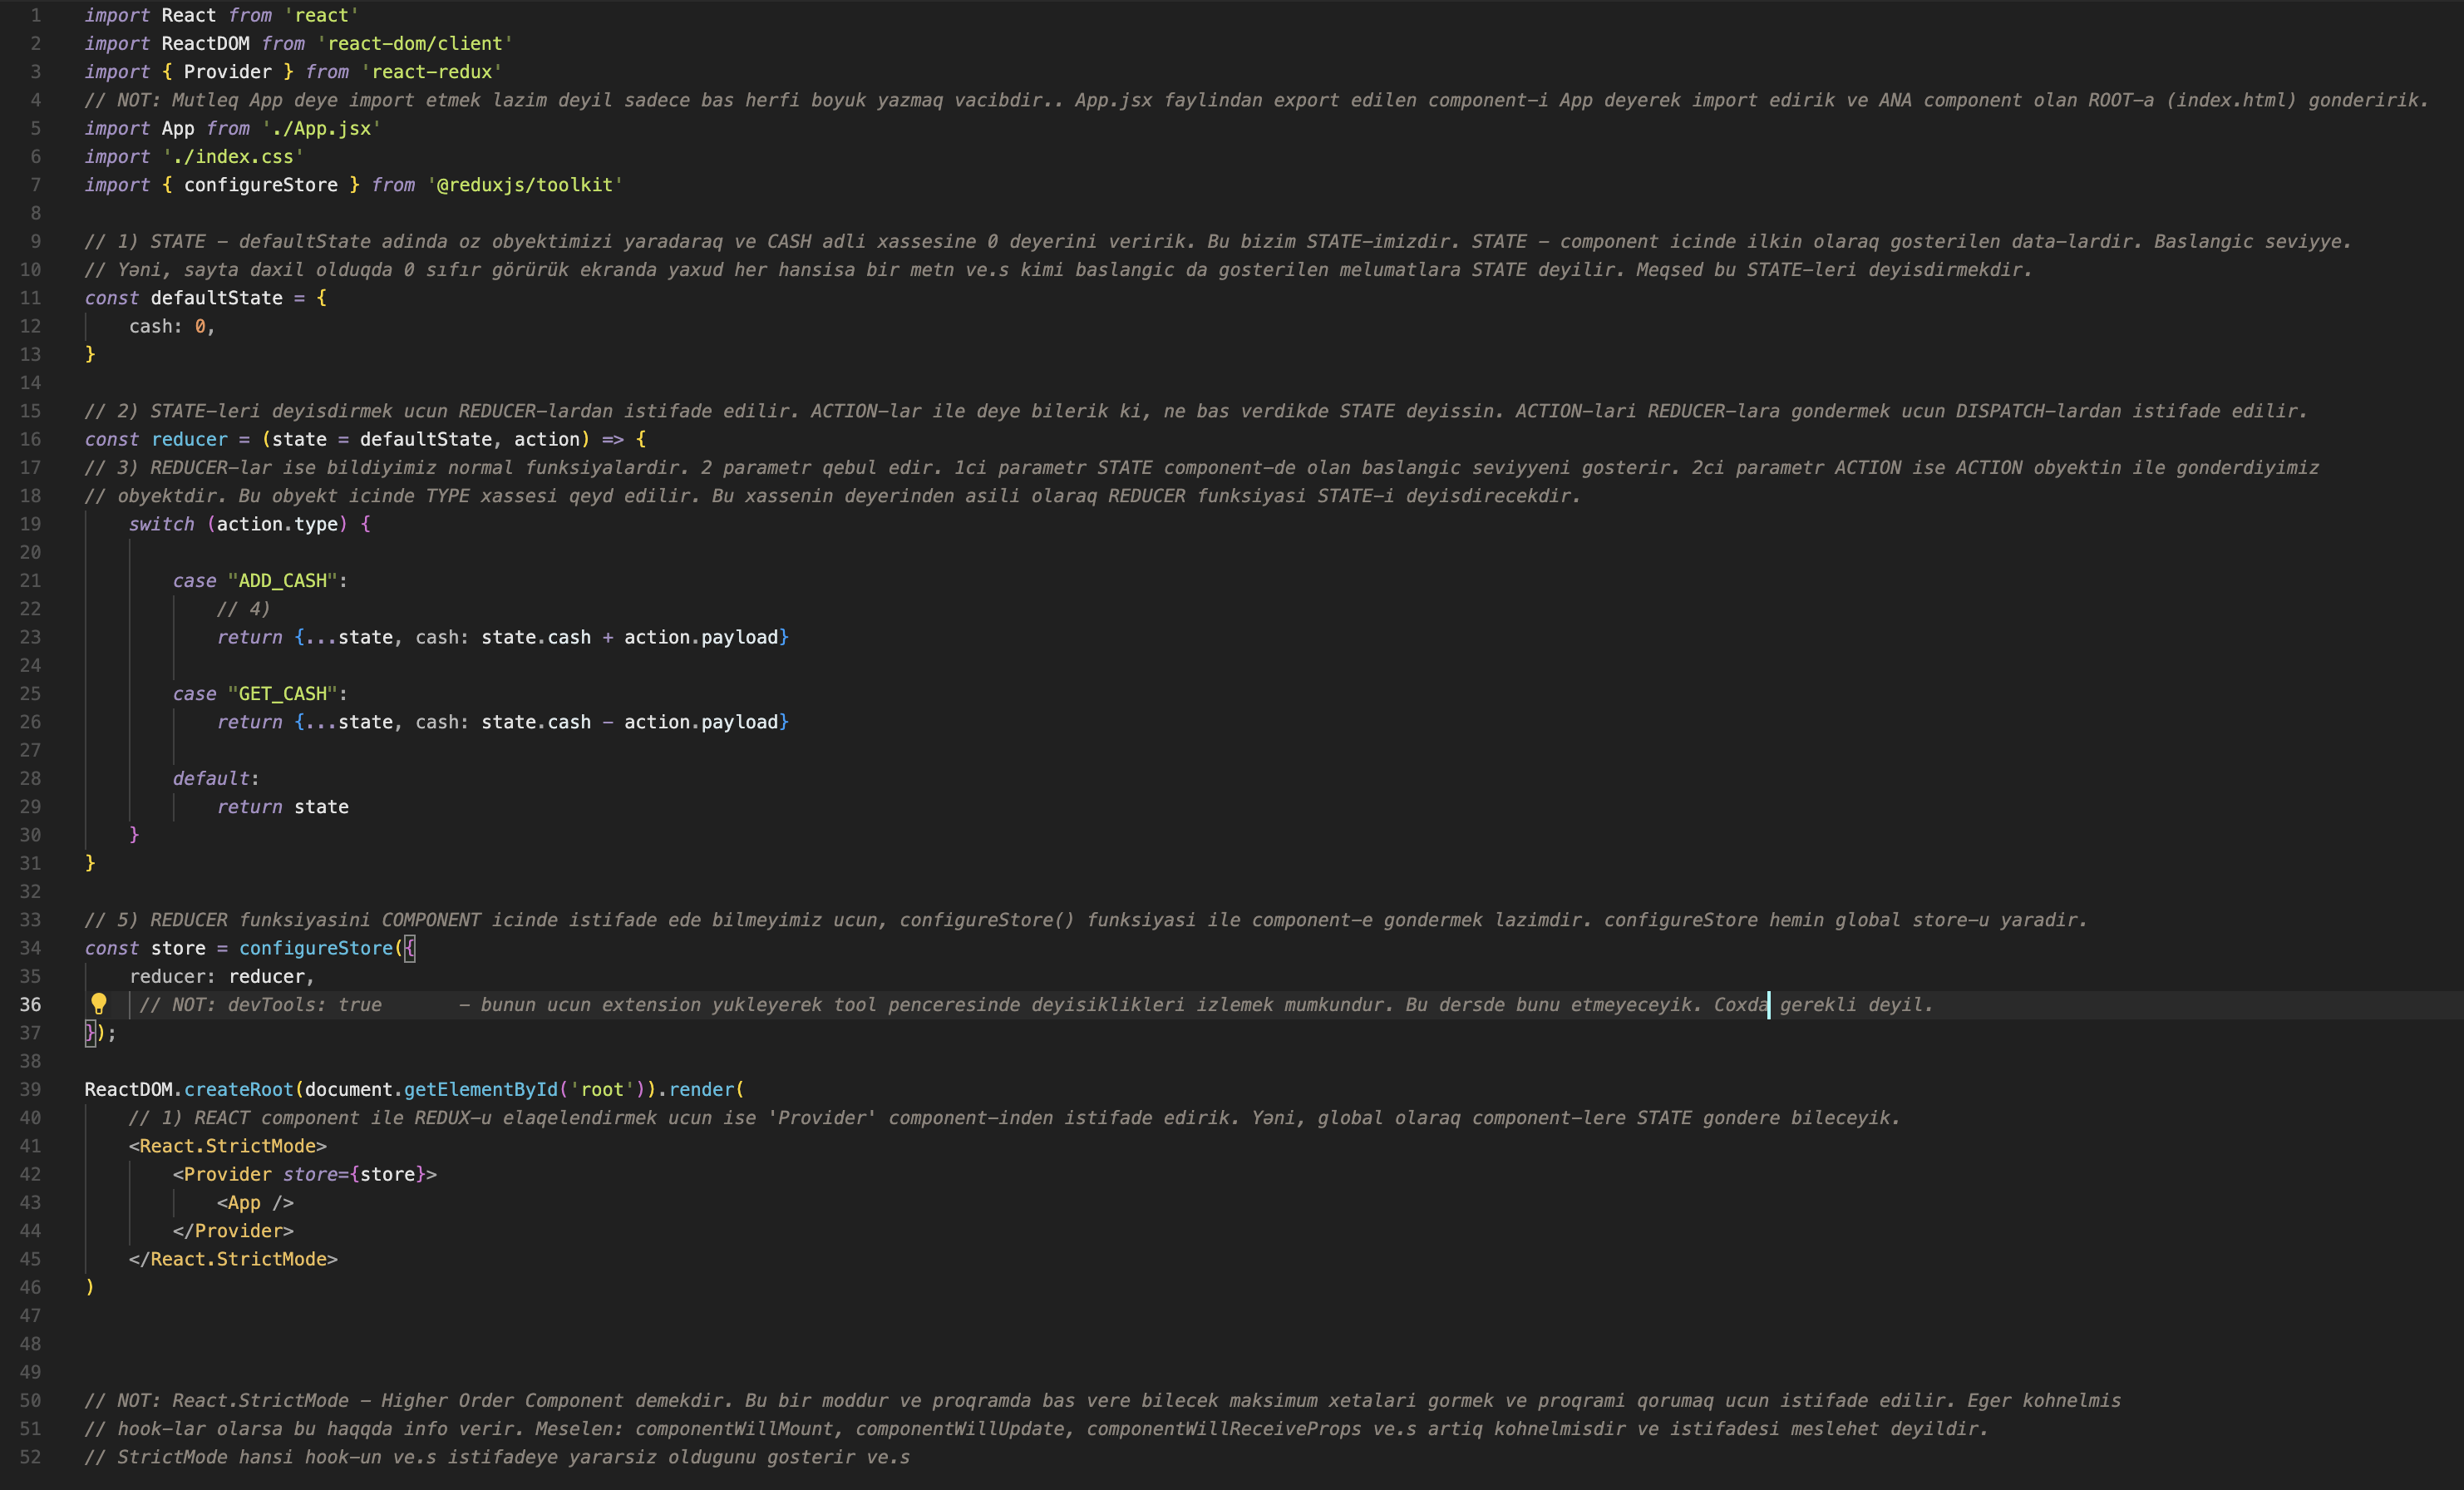 1 import React from 'react'
2 import ReactDOM from 'react-dom/client'
3 import { Provider } from 'react-redux'
4 // NOT: Mutleq App deye import etmek lazim deyil sadece bas herfi boyuk yazmaq vacibdir.. App.jsx faylindan export edilen component-i App deyerek import edirik ve ANA component olan ROOT-a (index.html) gonderirik.
5 import App from './App.jsx'
6 import './index.css'
7 import { configureStore } from '@reduxjs/toolkit'
8
9 // 1) STATE - defaultState adinda oz obyektimizi yaradaraq ve CASH adli xassesine 0 deyerini veririk. Bu bizim STATE-imizdir. STATE - component icinde ilkin olaraq gosterilen data-lardir. Baslangic seviyye.
10 // Yəni, sayta daxil olduqda 0 sıfır görürük ekranda yaxud her hansisa bir metn ve.s kimi baslangic da gosterilen melumatlara STATE deyilir. Meqsed bu STATE-leri deyisdirmekdir.
11 const defaultState = {
12     cash: 0,
13 }
14
15 // 2) STATE-leri deyisdirmek ucun REDUCER-lardan istifade edilir. ACTION-lar ile deye bilerik ki, ne bas verdikde STATE deyissin. ACTION-lari REDUCER-lara gondermek ucun DISPATCH-lardan istifade edilir.
16 const reducer = (state = defaultState, action) => {
17 // 3) REDUCER-lar ise bildiyimiz normal funksiyalardir. 2 parametr qebul edir. 1ci parametr STATE component-de olan baslangic seviyyeni gosterir. 2ci parametr ACTION ise ACTION obyektin ile gonderdiyimiz
18 // obyektdir. Bu obyekt icinde TYPE xassesi qeyd edilir. Bu xassenin deyerinden asili olaraq REDUCER funksiyasi STATE-i deyisdirecekdir.
19     switch (action.type) {
20
21         case "ADD_CASH":
22             // 4)
23             return {...state, cash: state.cash + action.payload}
24
25         case "GET_CASH":
26             return {...state, cash: state.cash - action.payload}
27
28         default:
29             return state
30     }
31 }
32
33 // 5) REDUCER funksiyasini COMPONENT icinde istifade ede bilmeyimiz ucun, configureStore() funksiyasi ile component-e gondermek lazimdir. configureStore hemin global store-u yaradir.
34 const store = configureStore({
35     reducer: reducer,
36      // NOT: devTools: true       - bunun ucun extension yukleyerek tool penceresinde deyisiklikleri izlemek mumkundur. Bu dersde bunu etmeyeceyik. Coxda gerekli deyil.
37 });
38
39 ReactDOM.createRoot(document.getElementById('root')).render(
40     // 1) REACT component ile REDUX-u elaqelendirmek ucun ise 'Provider' component-inden istifade edirik. Yəni, global olaraq component-lere STATE gondere bileceyik.
41     <React.StrictMode>
42         <Provider store={store}>
43             <App />
44         </Provider>
45     </React.StrictMode>
46 )
47
48
49
50 // NOT: React.StrictMode - Higher Order Component demekdir. Bu bir moddur ve proqramda bas vere bilecek maksimum xetalari gormek ve proqrami qorumaq ucun istifade edilir. Eger kohnelmis
51 // hook-lar olarsa bu haqqda info verir. Meselen: componentWillMount, componentWillUpdate, componentWillReceiveProps ve.s artiq kohnelmisdir ve istifadesi meslehet deyildir.
52 // StrictMode hansi hook-un ve.s istifadeye yararsiz oldugunu gosterir ve.s